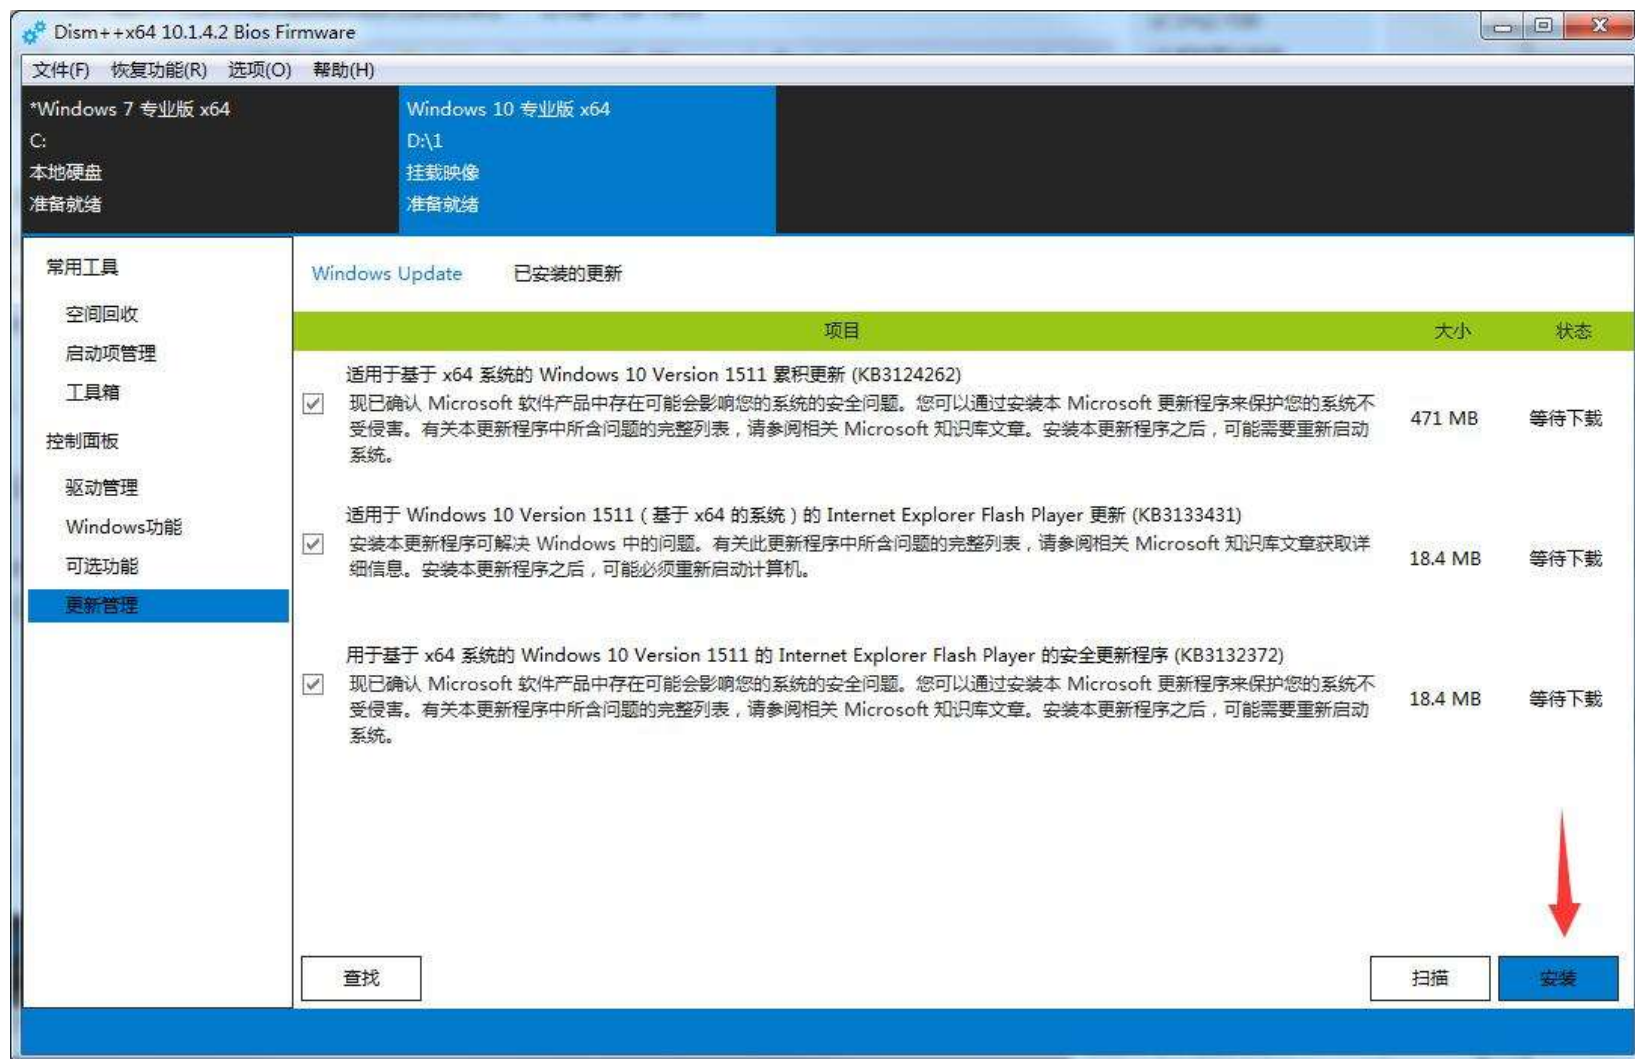 Dism++x64 10.1.4.2 Bios Firmware
文件(F) 恢复功能(R) 选项(O) 帮助(H)
*Windows 7 专业版 x64
C:
本地硬盘
准备就绪
Windows 10 专业版 x64
D:\1
挂载映像
准备就绪
常用工具
空间回收
启动项管理
工具箱
控制面板
驱动管理
Windows功能
可选功能
更新管理
Windows Update 已安装的更新
项目 大小 状态
适用于基于 x64 系统的 Windows 10 Version 1511 累积更新 (KB3124262)
现已确认 Microsoft 软件产品中存在可能会影响您的系统的安全问题。您可以通过安装本 Microsoft 更新程序来保护您的系统不
受侵害。有关本更新程序中所含问题的完整列表，请参阅相关 Microsoft 知识库文章。安装本更新程序之后，可能需要重新启动
系统。
471 MB 等待下载
适用于 Windows 10 Version 1511 ( 基于 x64 的系统 ) 的 Internet Explorer Flash Player 更新 (KB3133431)
安装本更新程序可解决 Windows 中的问题。有关此更新程序中所含问题的完整列表，请参阅相关 Microsoft 知识库文章获取详
细信息。安装本更新程序之后，可能必须重新启动计算机。
18.4 MB 等待下载
用于基于 x64 系统的 Windows 10 Version 1511 的 Internet Explorer Flash Player 的安全更新程序 (KB3132372)
现已确认 Microsoft 软件产品中存在可能会影响您的系统的安全问题。您可以通过安装本 Microsoft 更新程序来保护您的系统不
受侵害。有关本更新程序中所含问题的完整列表，请参阅相关 Microsoft 知识库文章。安装本更新程序之后，可能需要重新启动
系统。
18.4 MB 等待下载
查找 扫描 安装